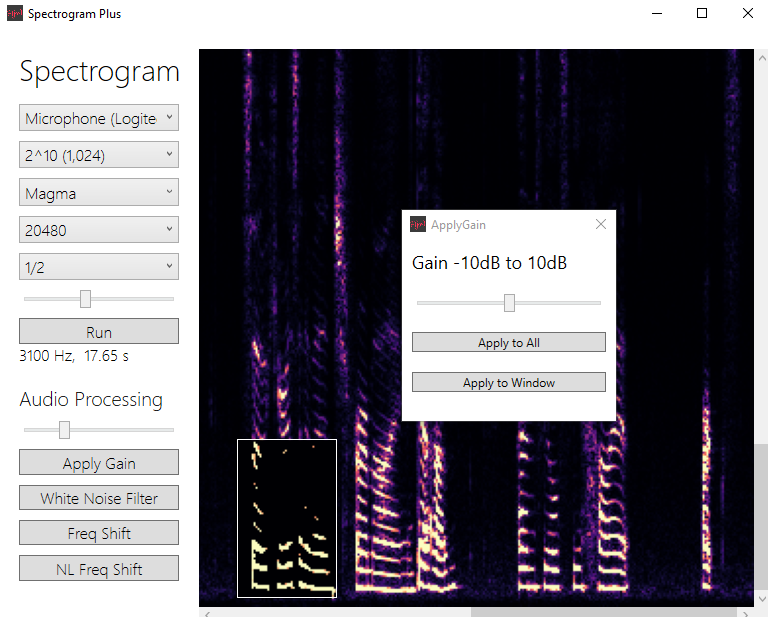 Spectrogram Plus
Spectrogram
Microphone (Logite
2^10 (1,024)
Magma
20480
1/2
Run
3100 Hz, 17.65 s
Audio Processing
Apply Gain
White Noise Filter
Freq Shift
NL Freq Shift
ApplyGain
Gain -10dB to 10dB
Apply to All
Apply to Window